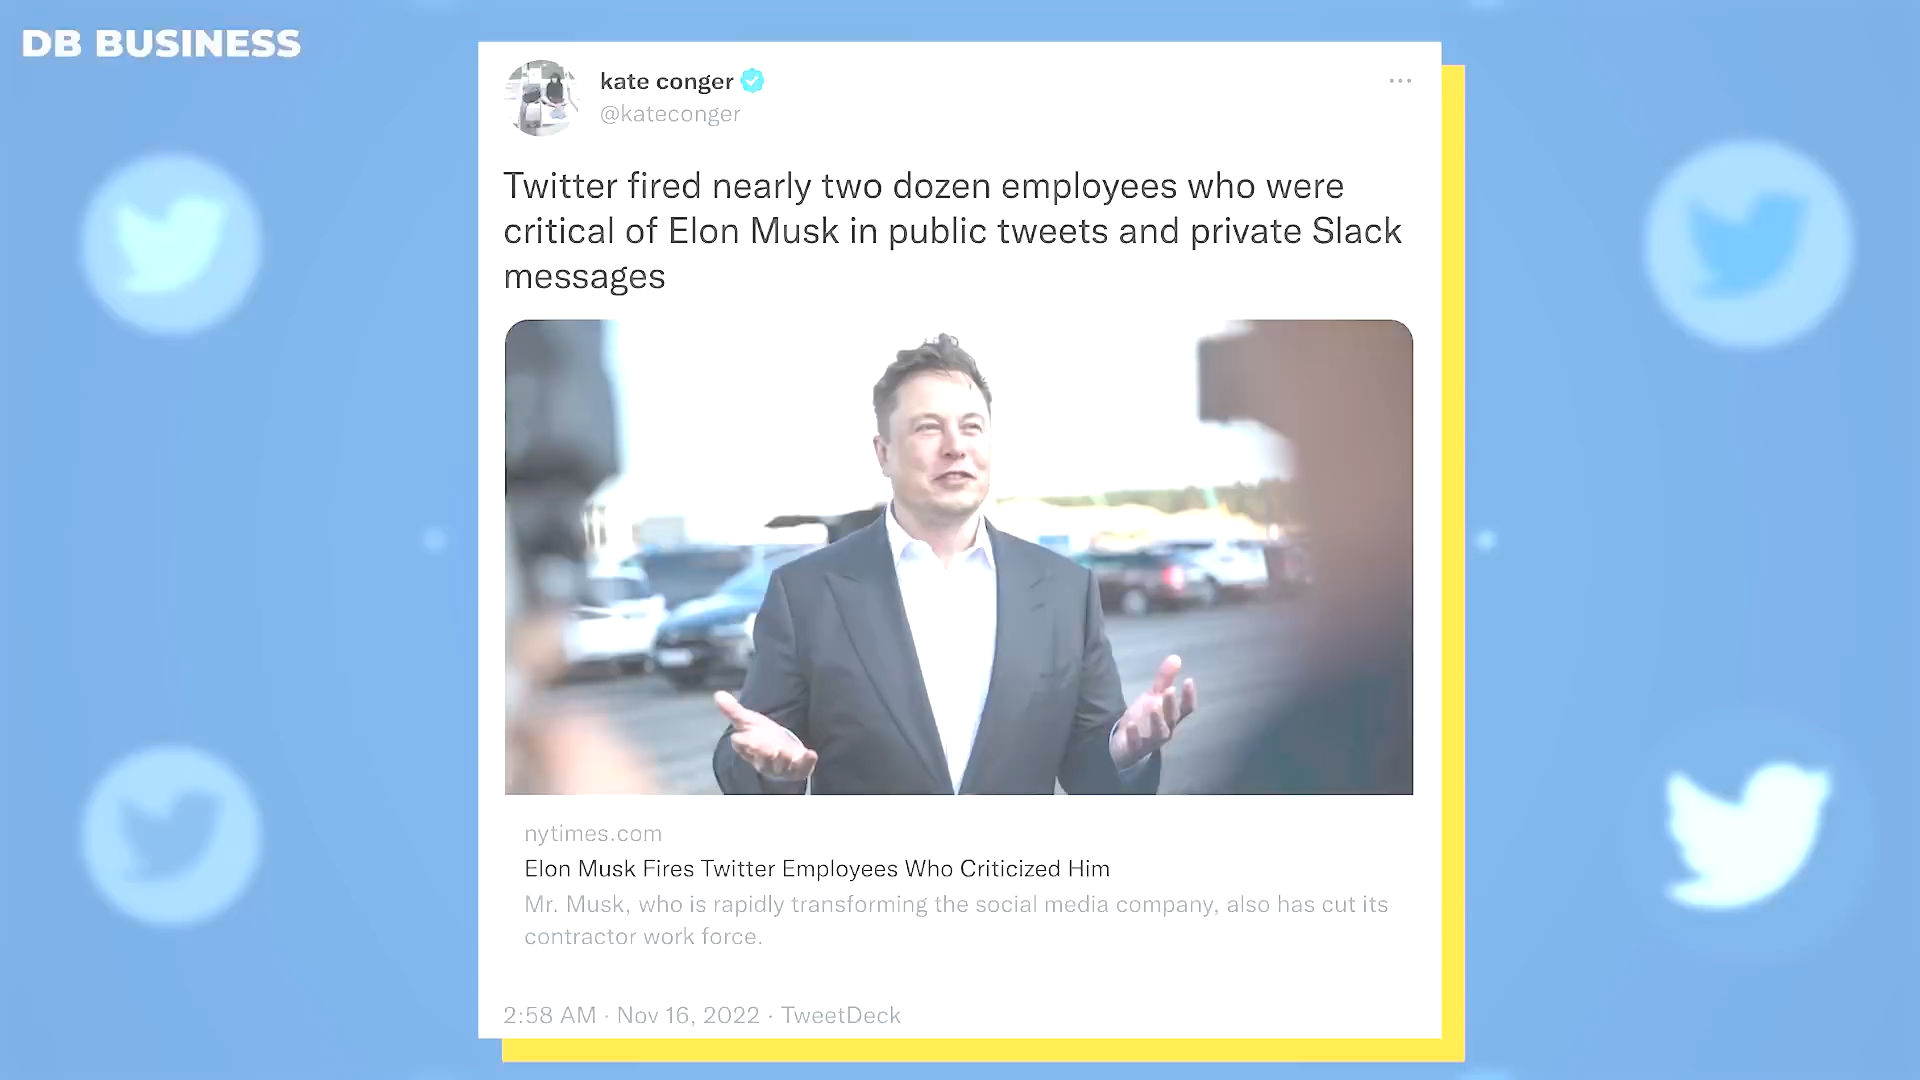 DB BUSINESS
kate conger
@kateconger
Twitter fired nearly two dozen employees who were
critical of Elon Musk in public tweets and private Slack
messages
nytimes.com
Elon Musk Fires Twitter Employees Who Criticized Him
Mr. Musk, who is rapidly transforming the social media company, also has cut its
contractor work force.
2:58 AM · Nov 16, 2022 · TweetDeck